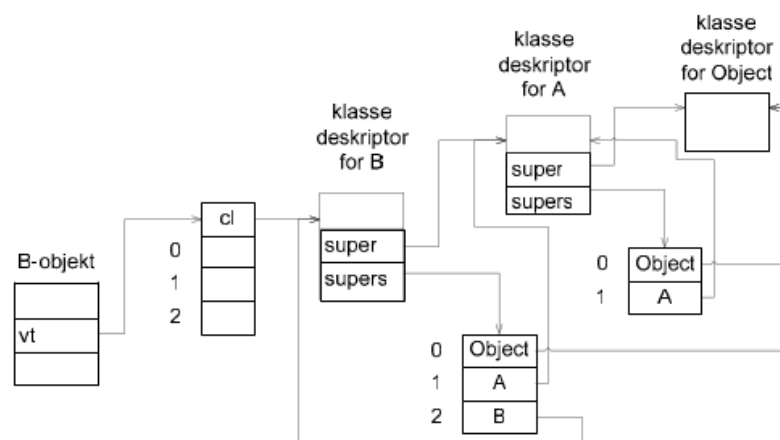 klasse
deskriptor
for Object
klasse
deskriptor
for A
klasse
deskriptor
for B
super
supers
cl
super
B-objekt
0
supers
0
Object
1
1
A
2
vt
0
Object
1
A
2
B